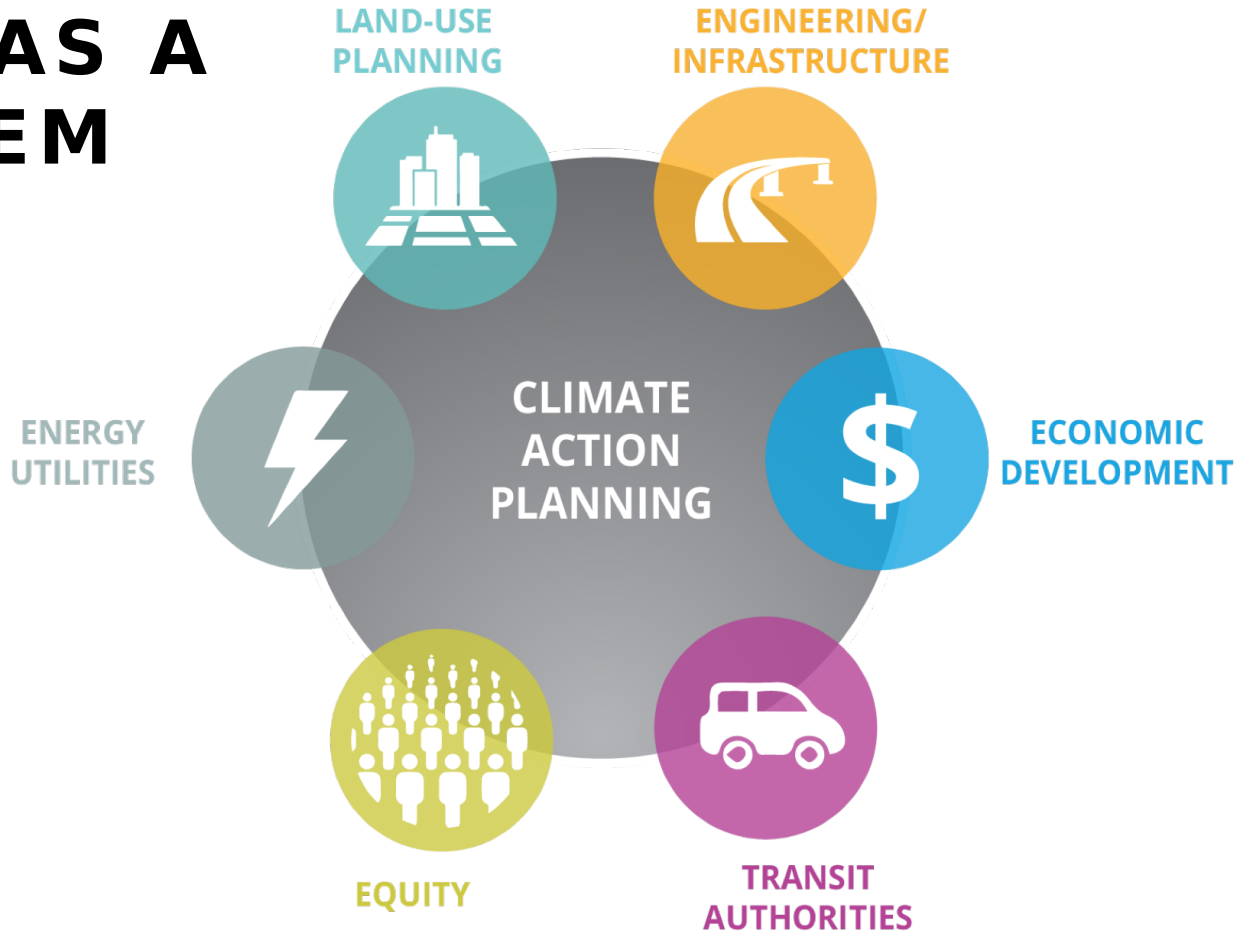 AS A
EM
LAND-USE
PLANNING
ENGINEERING/
INFRASTRUCTURE
ENERGY
UTILITIES
CLIMATE
ACTION
PLANNING
$
ECONOMIC
DEVELOPMENT
EQUITY
TRANSIT
AUTHORITIES